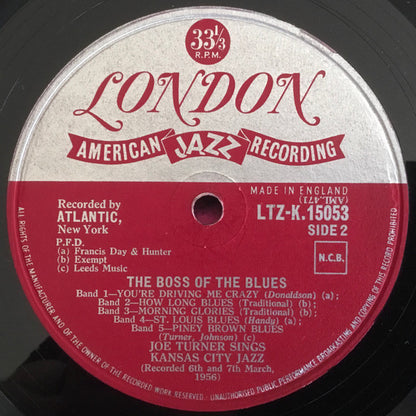 33⅓
R.P.M.
LONDON
AMERICAN JAZZ RECORDING
MADE IN ENGLAND
(AML.471)
Recorded by
ATLANTIC,
New York
LTZ-K.15053
SIDE 2
P.F.D.
(a) Francis Day & Hunter
(b) Exempt
(c) Leeds Music
N.C.B.
THE BOSS OF THE BLUES
Band 1—YOU'RE DRIVING ME CRAZY (Donaldson) (a);
Band 2—HOW LONG BLUES (Traditional) (b);
Band 3—MORNING GLORIES (Traditional) (b);
Band 4—ST. LOUIS BLUES (Handy) (a);
Band 5—PINEY BROWN BLUES
(Turner, Johnson) (c)
JOE TURNER SINGS
KANSAS CITY JAZZ
(Recorded 6th and 7th March,
1956)
ALL RIGHTS OF THE MANUFACTURER AND OF THE OWNER OF THE RECORDED WORK RESERVED. UNAUTHORISED PUBLIC PERFORMANCE BROADCASTING AND COPYING OF THIS RECORD PROHIBITED